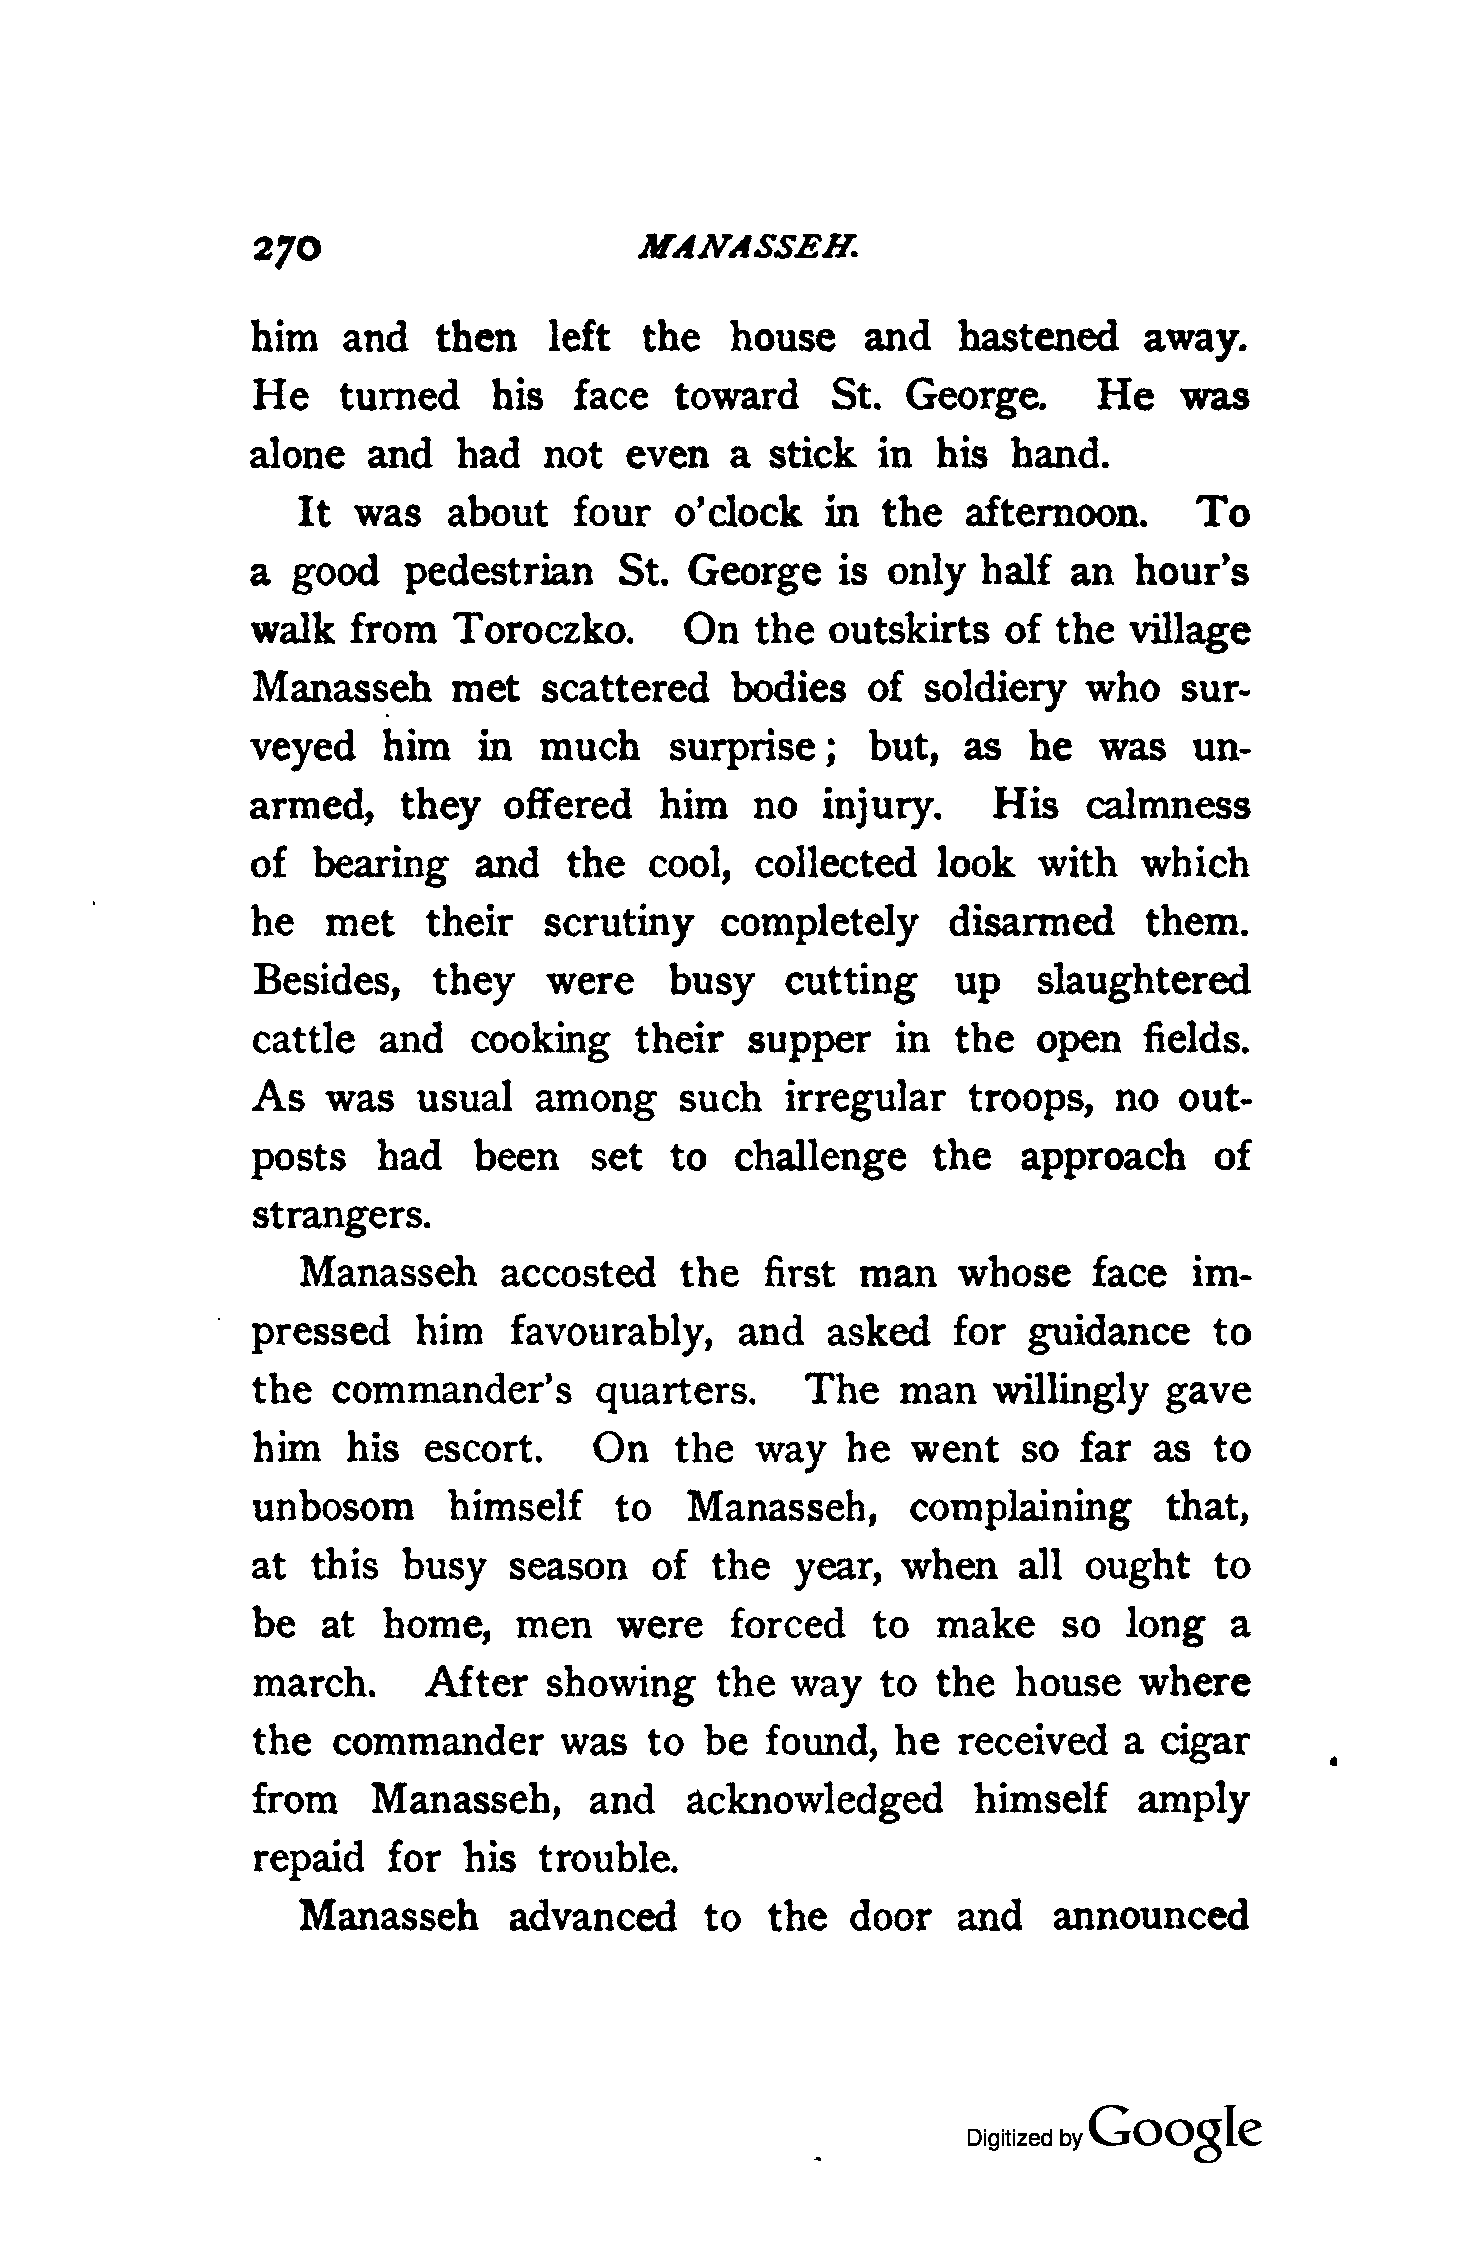 270 MANASSEH.
him and then left the house and hastened away.
He turned his face toward St. George. He was
alone and had not even a stick in his hand.
It was about four o'clock in the afternoon. To
a good pedestrian St. George is only half an hour's
walk from Toroczko. On the outskirts of the village
Manasseh met scattered bodies of soldiery who sur-
veyed him in much surprise; but, as he was un-
armed, they offered him no injury. His calmness
of bearing and the cool, collected look with which
he met their scrutiny completely disarmed them.
Besides, they were busy cutting up slaughtered
cattle and cooking their supper in the open fields.
As was usual among such irregular troops, no out-
posts had been set to challenge the approach of
strangers.
Manasseh accosted the first man whose face im-
pressed him favourably, and asked for guidance to
the commander's quarters. The man willingly gave
him his escort. On the way he went so far as to
unbosom himself to Manasseh, complaining that,
at this busy season of the year, when all ought to
be at home, men were forced to make so long a
march. After showing the way to the house where
the commander was to be found, he received a cigar
from Manasseh, and acknowledged himself amply
repaid for his trouble.
Manasseh advanced to the door and announced
Digitized by Google